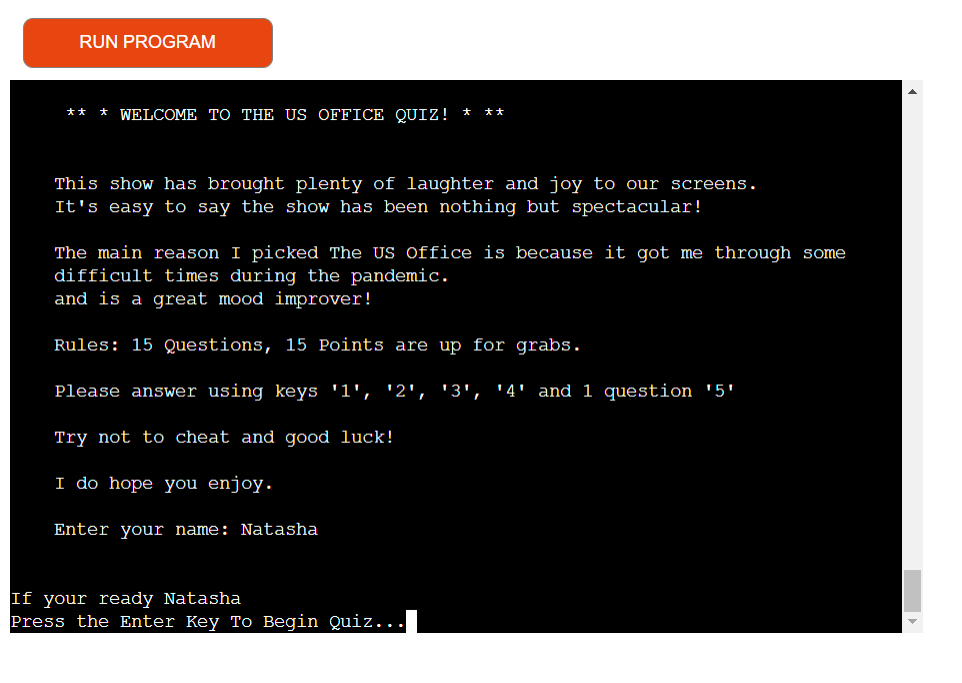 RUN PROGRAM
** * WELCOME TO THE US OFFICE QUIZ! * **
This show has brought plenty of laughter and joy to our screens.
It's easy to say the show has been nothing but spectacular!
The main reason I picked The US Office is because it got me through some
difficult times during the pandemic.
and is a great mood improver!
Rules: 15 Questions, 15 Points are up for grabs.
Please answer using keys '1', '2', '3', '4' and 1 question '5'
Try not to cheat and good luck!
I do hope you enjoy.
Enter your name: Natasha
If your ready Natasha
Press the Enter Key To Begin Quiz...